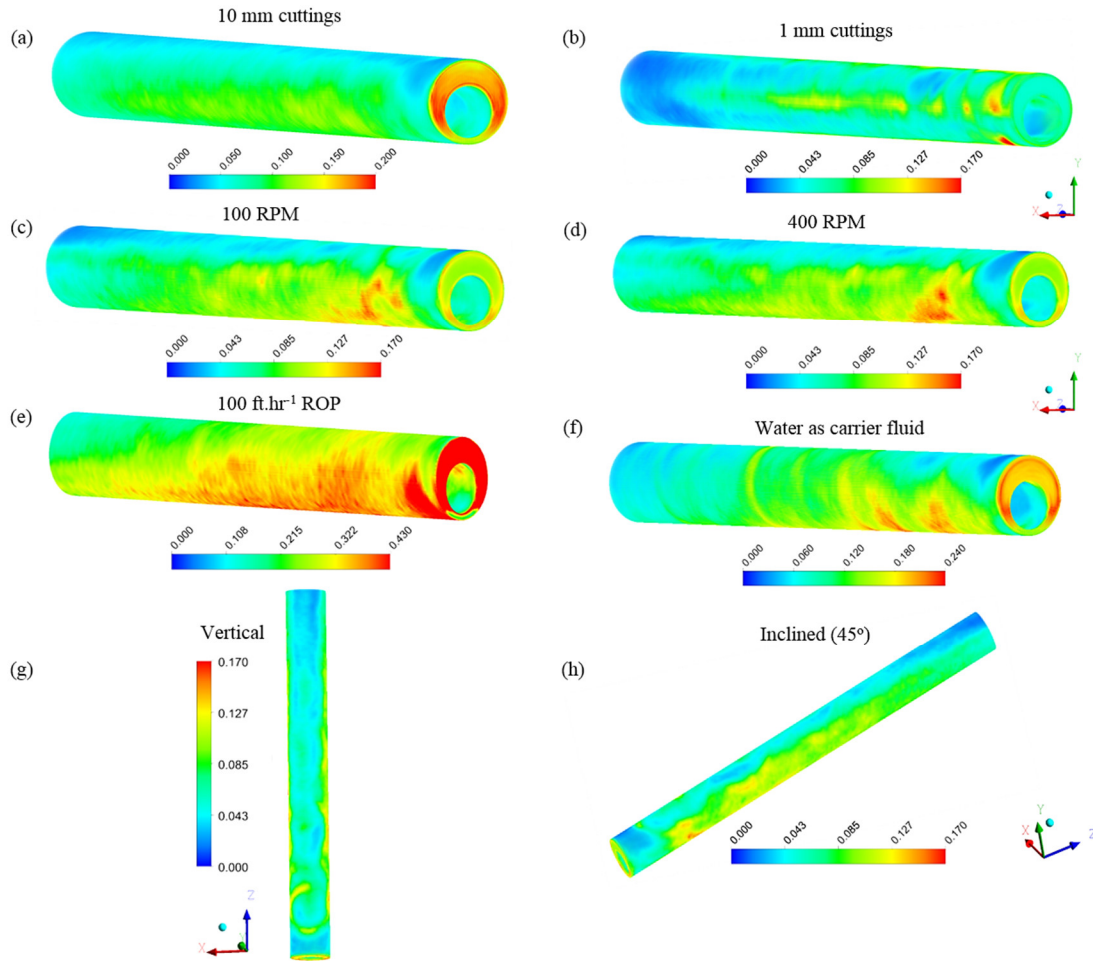 10 mm cuttings
(a)
0.000 0.050 0.100 0.150 0.200
1 mm cuttings
(b)
0.000 0.043 0.085 0.127 0.170
Y
X Z
100 RPM
(c)
0.000 0.043 0.085 0.127 0.170
400 RPM
(d)
0.000 0.043 0.085 0.127 0.170
Y
X Z
100 ft.hr⁻¹ ROP
(e)
0.000 0.108 0.215 0.322 0.430
Water as carrier fluid
(f)
0.000 0.060 0.120 0.180 0.240
Vertical
(g)
0.170
0.127
0.085
0.043
0.000
Z
X
Inclined (45º)
(h)
0.000 0.043 0.085 0.127 0.170
Y
X
Z